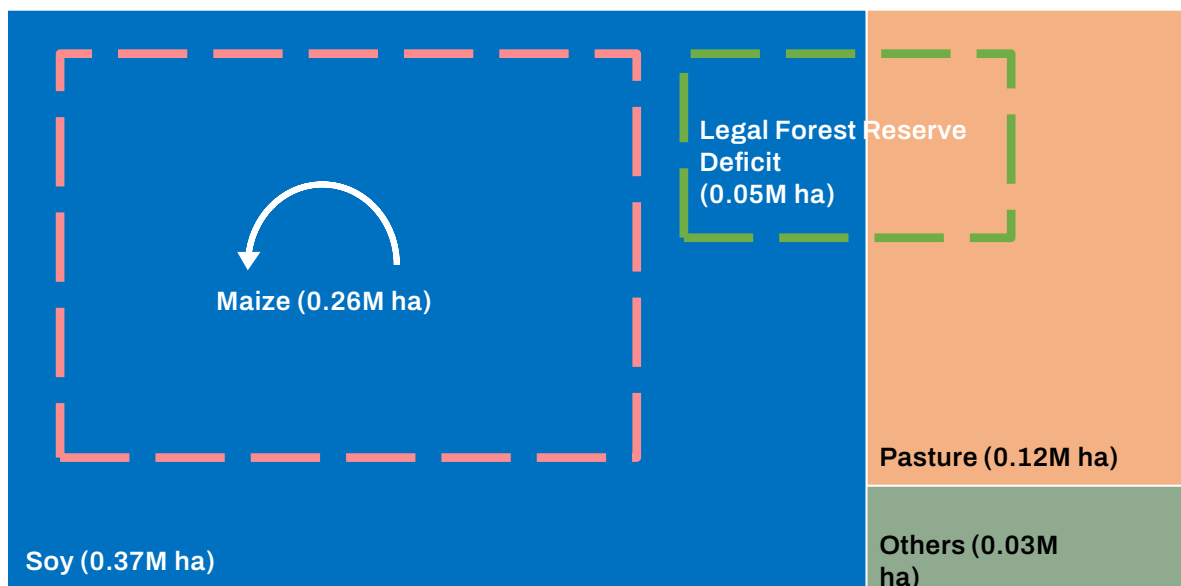 Legal Forest Reserve
Deficit
(0.05M ha)
Maize (0.26M ha)
Pasture (0.12M ha)
Soy (0.37M ha)
Others (0.03M
ha)